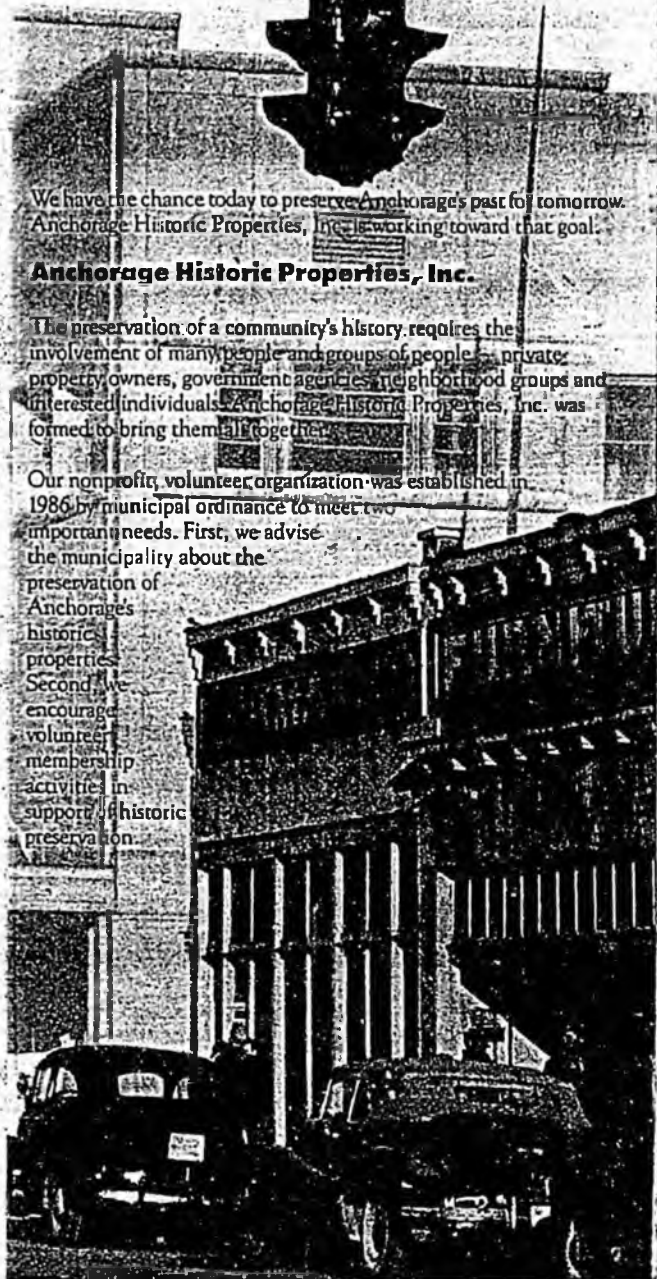 We have the chance today to preserve Anchorage's past for tomorrow.
Anchorage Historic Properties, Inc. is working toward that goal.
Anchorage Historic Properties, Inc.
The preservation of a community's history requires the
involvement of many people and groups of people — private
property owners, government agencies, neighborhood groups and
interested individuals. Anchorage Historic Properties, Inc. was
formed to bring them all together.
Our nonprofit, volunteer organization was established in
1986 by municipal ordinance to meet two
important needs. First, we advise
the municipality about the
preservation of
Anchorage's
historic
properties.
Second, we
encourage
volunteer
membership
activities in
support of historic
preservation.